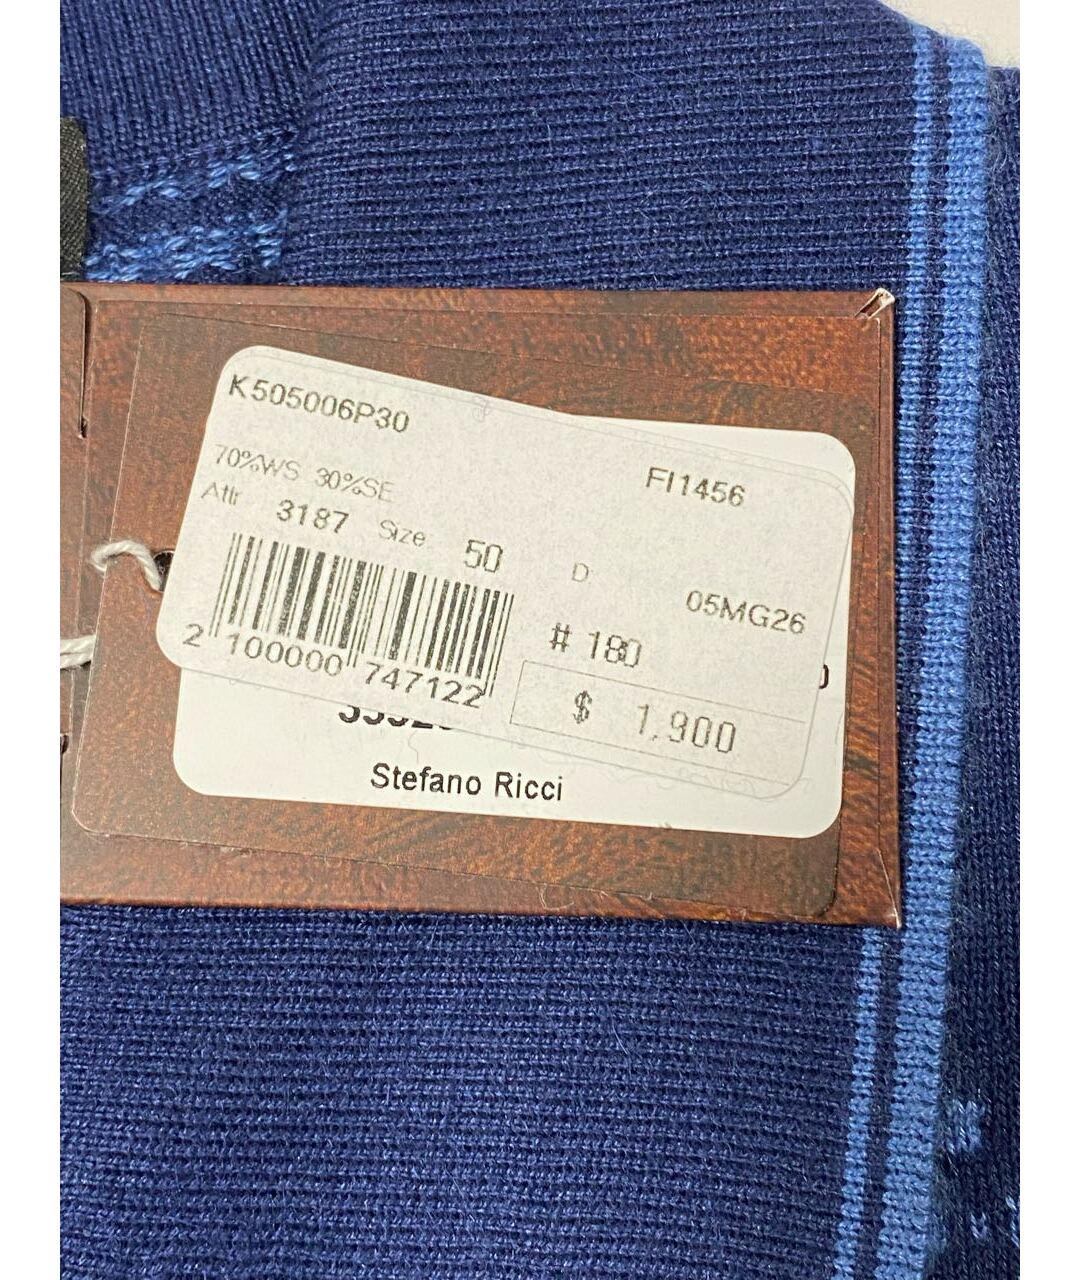 K505006P30
70%WS 30%SE
FI1456
Attr 3187 Size 50 D
05MG26
# 180
2 100000 747122
$ 1,900
Stefano Ricci